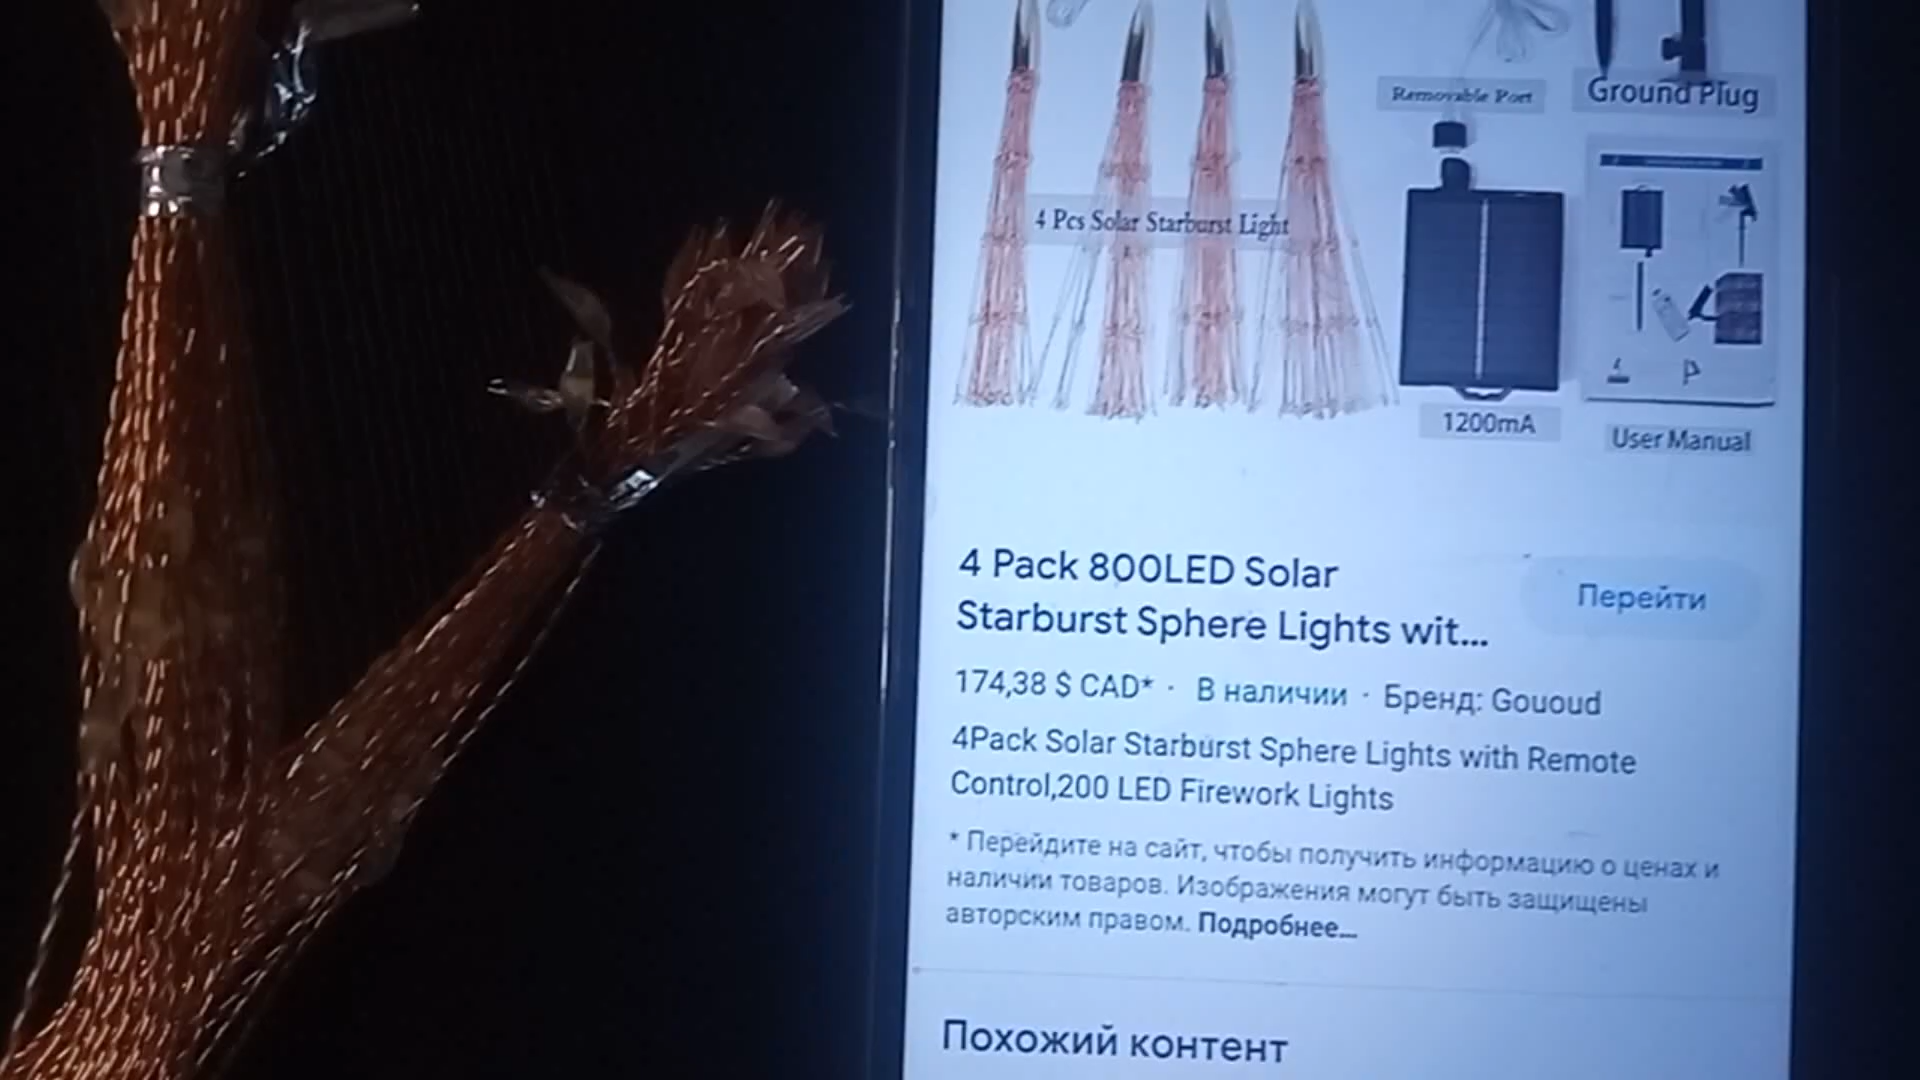 Removable Port
Ground Plug
4 Pcs Solar Starburst Light
1200mA
User Manual
4 Pack 800LED Solar
Starburst Sphere Lights wit...
Перейти
174,38 $ CAD* · В наличии · Бренд: Gououd
4Pack Solar Starburst Sphere Lights with Remote
Control,200 LED Firework Lights
* Перейдите на сайт, чтобы получить информацию о ценах и
наличии товаров. Изображения могут быть защищены
авторским правом. Подробнее...
Похожий контент